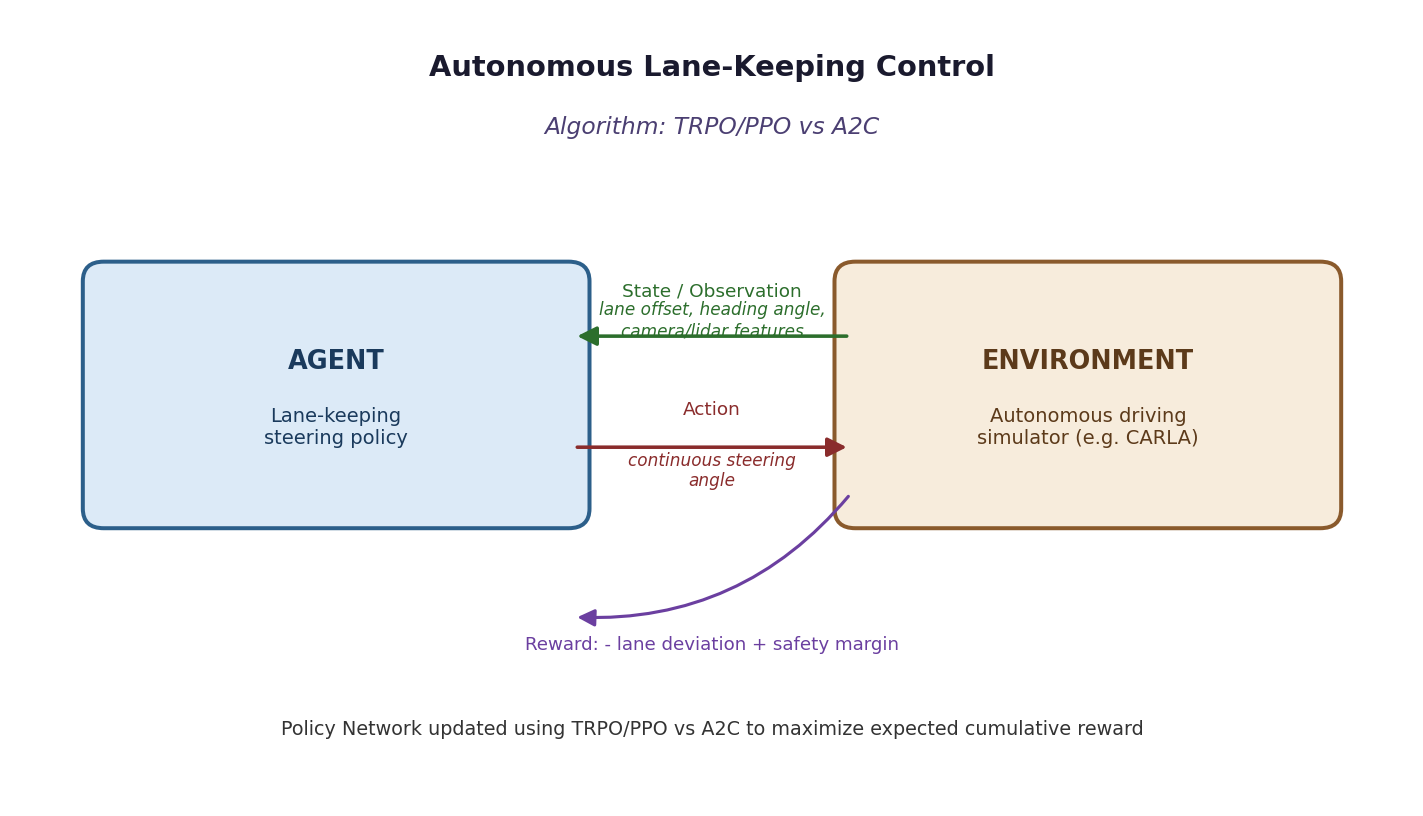 Autonomous Lane-Keeping Control
Algorithm: TRPO/PPO vs A2C
AGENT
Lane-keeping
steering policy
State / Observation
lane offset, heading angle,
camera/lidar features
Action
continuous steering
angle
ENVIRONMENT
Autonomous driving
simulator (e.g. CARLA)
Reward: - lane deviation + safety margin
Policy Network updated using TRPO/PPO vs A2C to maximize expected cumulative reward